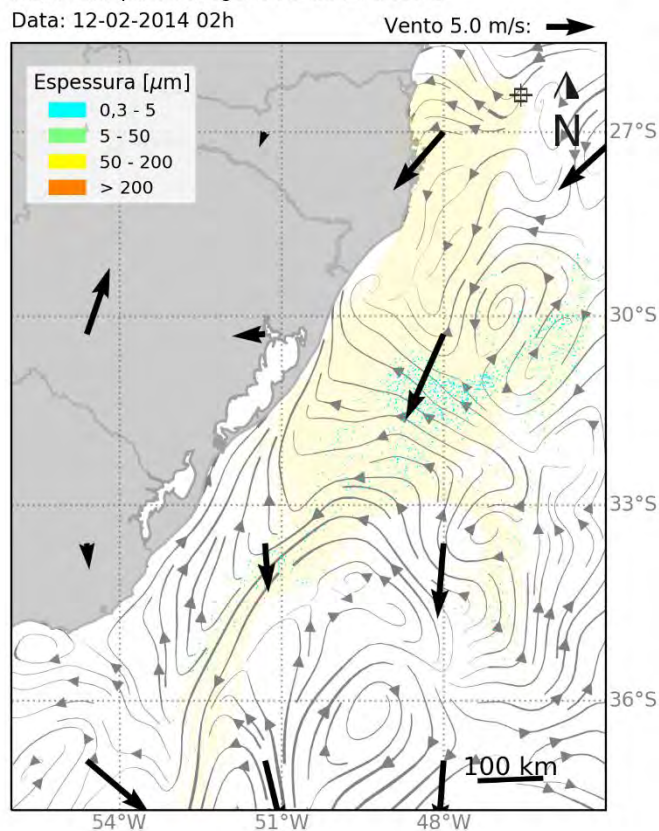 Data: 12-02-2014 02h
Vento 5.0 m/s:
Espessura [μm]
0,3 - 5
5 - 50
50 - 200
> 200
N
27°S
30°S
33°S
36°S
100 km
54°W
51°W
48°W